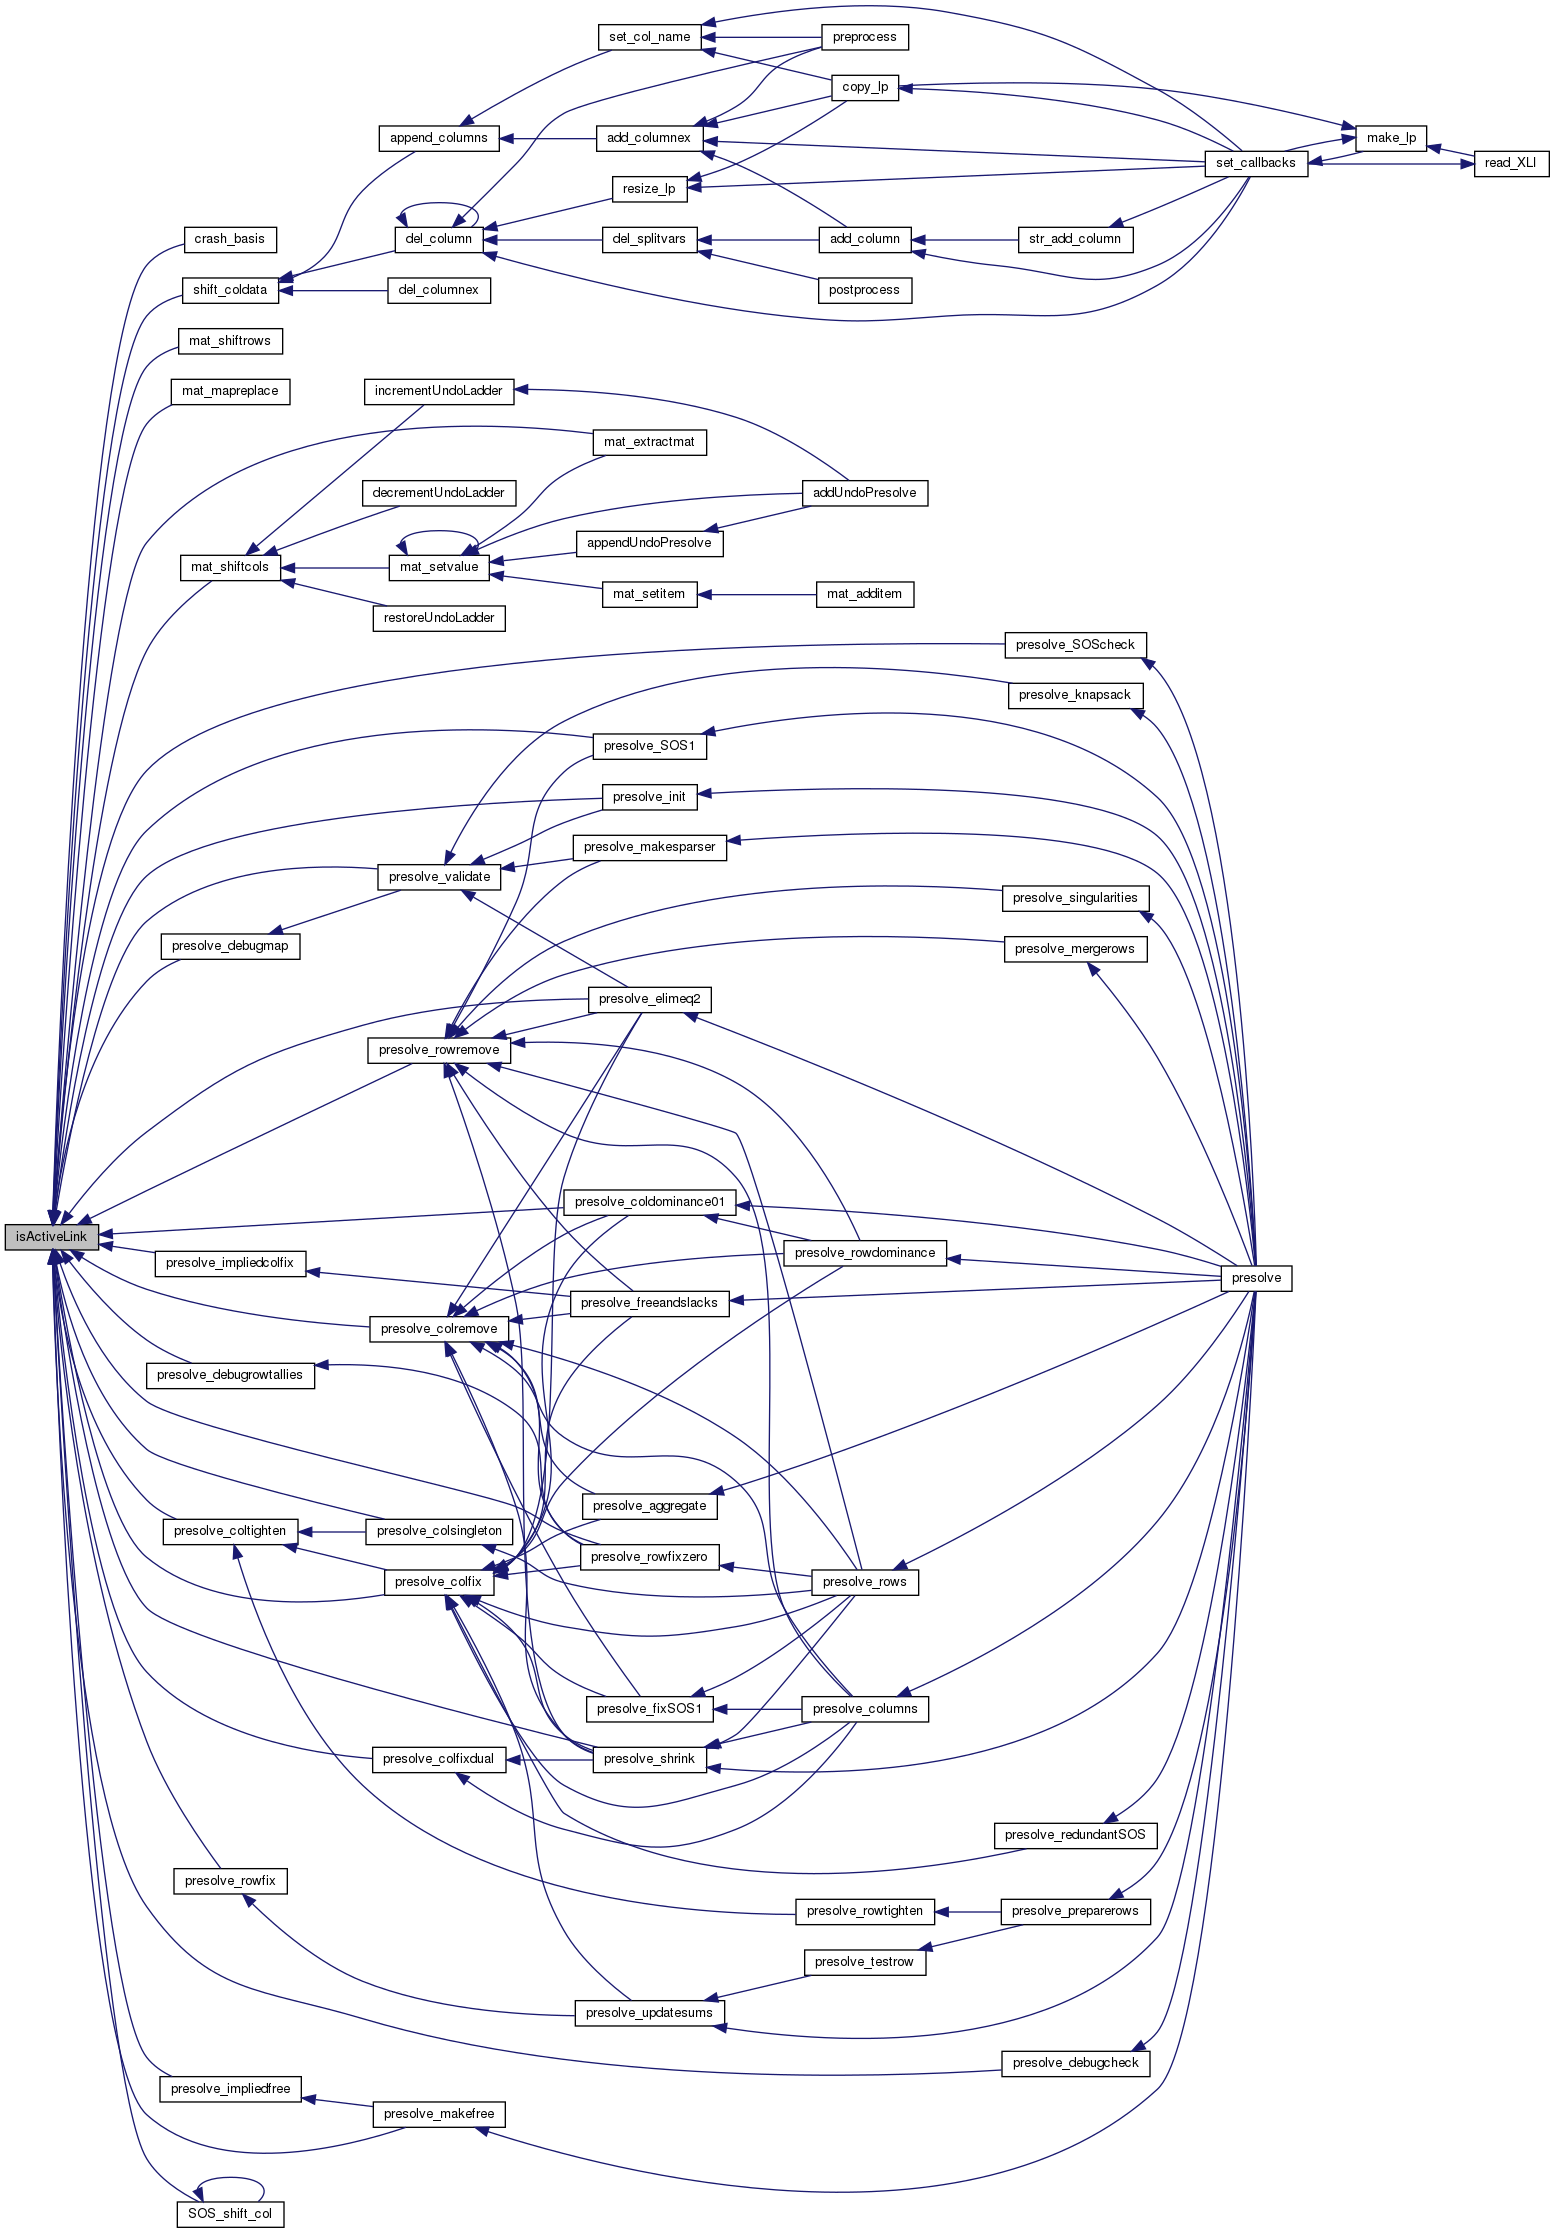 set_col_name
preprocess
copy_lp
append_columns
add_columnex
make_lp
set_callbacks
read_XLI
resize_lp
crash_basis
del_column
del_splitvars
add_column
str_add_column
shift_coldata
del_columnex
postprocess
mat_shiftrows
mat_mapreplace
incrementUndoLadder
mat_extractmat
decrementUndoLadder
addUndoPresolve
appendUndoPresolve
mat_shiftcols
mat_setvalue
mat_setitem
mat_additem
restoreUndoLadder
presolve_SOScheck
presolve_knapsack
presolve_SOS1
presolve_init
presolve_makesparser
presolve_validate
presolve_singularities
presolve_debugmap
presolve_mergerows
presolve_elimeq2
presolve_rowremove
presolve_coldominance01
isActiveLink
presolve_impliedcolfix
presolve_rowdominance
presolve
presolve_freeandslacks
presolve_colremove
presolve_debugrowtallies
presolve_aggregate
presolve_coltighten
presolve_colsingleton
presolve_rowfixzero
presolve_colfix
presolve_rows
presolve_fixSOS1
presolve_columns
presolve_colfixdual
presolve_shrink
presolve_redundantSOS
presolve_rowfix
presolve_rowtighten
presolve_preparerows
presolve_testrow
presolve_updatesums
presolve_debugcheck
presolve_impliedfree
presolve_makefree
SOS_shift_col